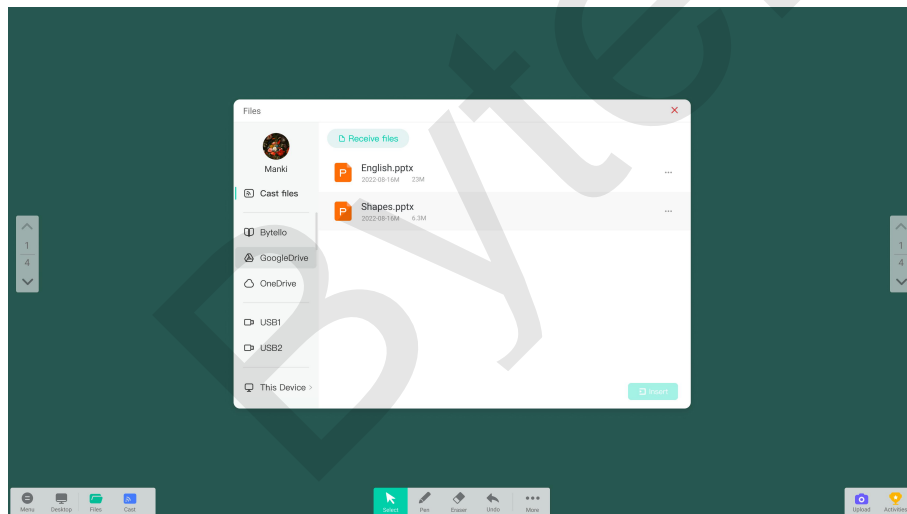 Files
Manki
Cast files
Bytello
GoogleDrive
OneDrive
USB1
USB2
This Device >
Receive files
English.pptx
2022-08-16M 23M
Shapes.pptx
2022-08-16M 6.3M
Insert
1
4
1
4
Menu
Desktop
Files
Cast
Select
Pen
Eraser
Undo
More
Upload
Activities